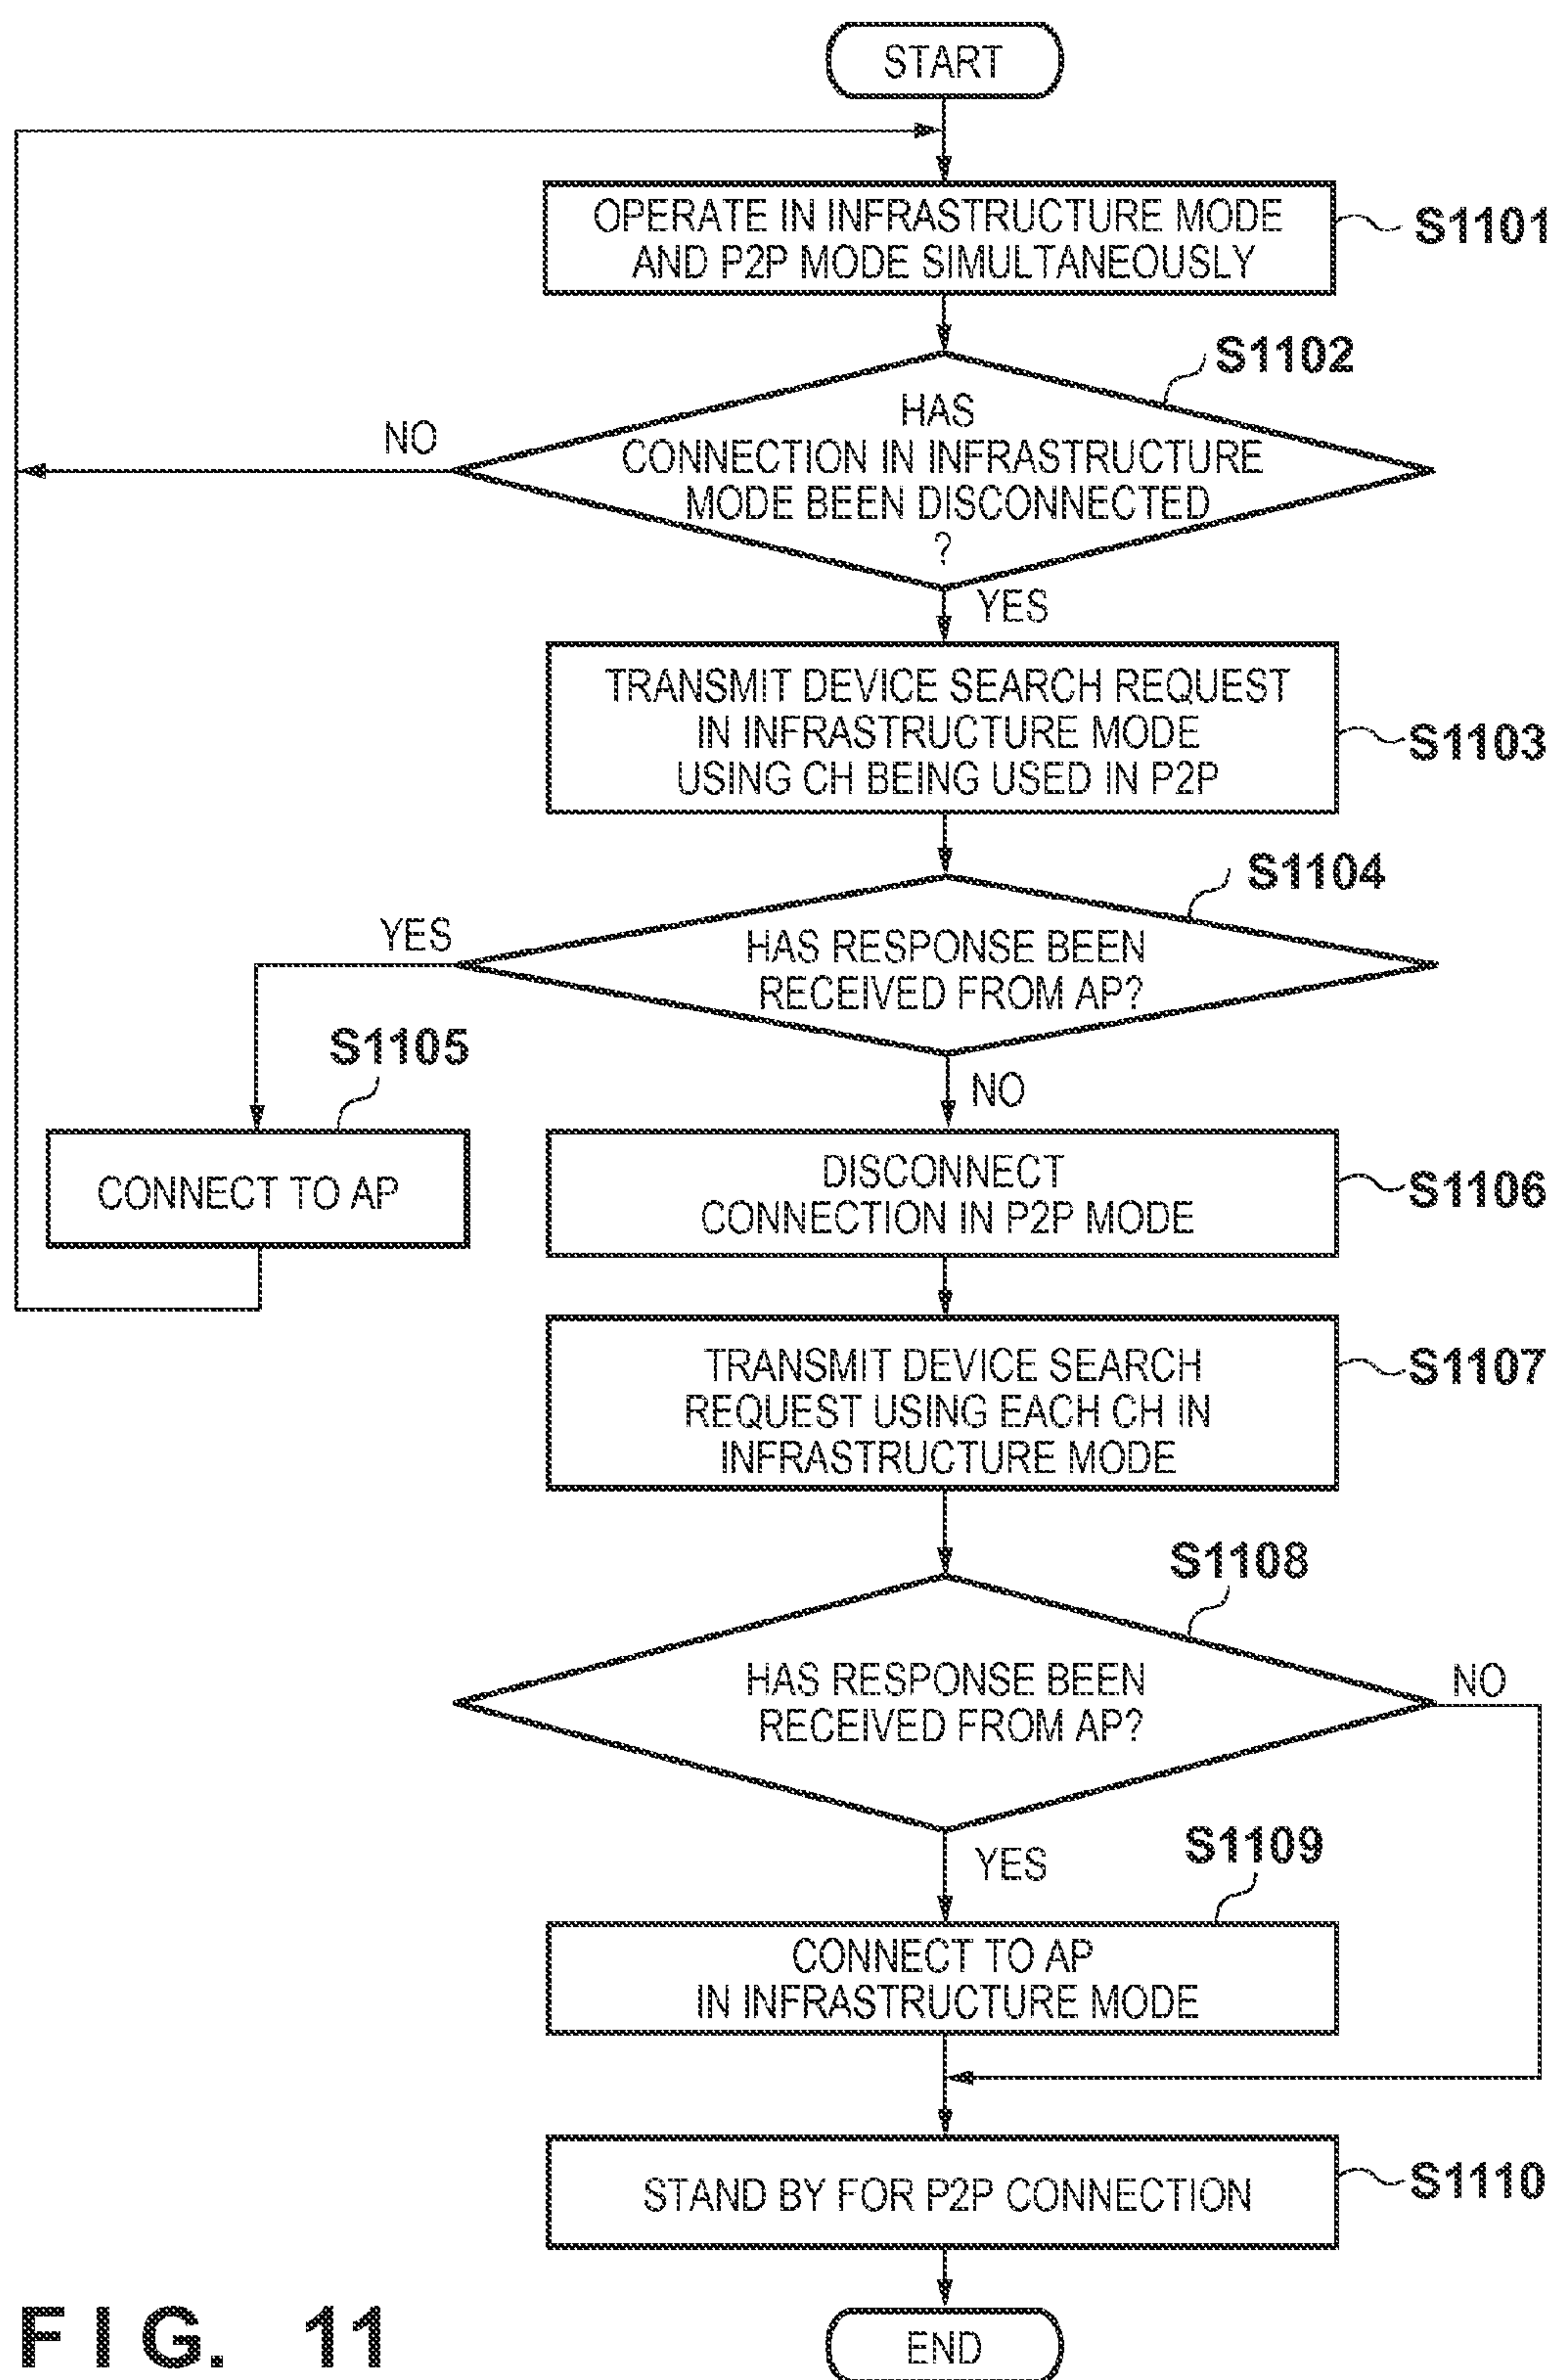 START
OPERATE IN INFRASTRUCTURE MODE
AND P2P MODE SIMULTANEOUSLY
S1101
S1102
HAS
CONNECTION IN INFRASTRUCTURE
MODE BEEN DISCONNECTED
?
NO
YES
TRANSMIT DEVICE SEARCH REQUEST
IN INFRASTRUCTURE MODE
USING CH BEING USED IN P2P
S1103
S1104
YES
HAS RESPONSE BEEN
RECEIVED FROM AP?
NO
S1105
CONNECT TO AP
DISCONNECT
CONNECTION IN P2P MODE
S1106
TRANSMIT DEVICE SEARCH
REQUEST USING EACH CH IN
INFRASTRUCTURE MODE
S1107
S1108
HAS RESPONSE BEEN
RECEIVED FROM AP?
NO
YES
S1109
CONNECT TO AP
IN INFRASTRUCTURE MODE
STAND BY FOR P2P CONNECTION
S1110
END
FIG. 11